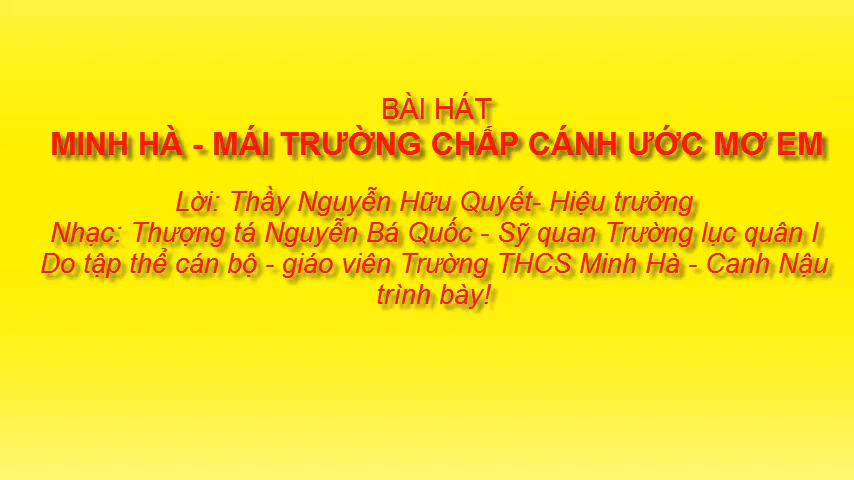 BÀI HÁT
MINH HÀ - MÁI TRƯỜNG CHẮP CÁNH ƯỚC MƠ EM
Lời: Thầy Nguyễn Hữu Quyết- Hiệu trưởng
Nhạc: Thượng tá Nguyễn Bá Quốc - Sỹ quan Trường lục quân I
Do tập thể cán bộ - giáo viên Trường THCS Minh Hà - Canh Nậu
trình bày!